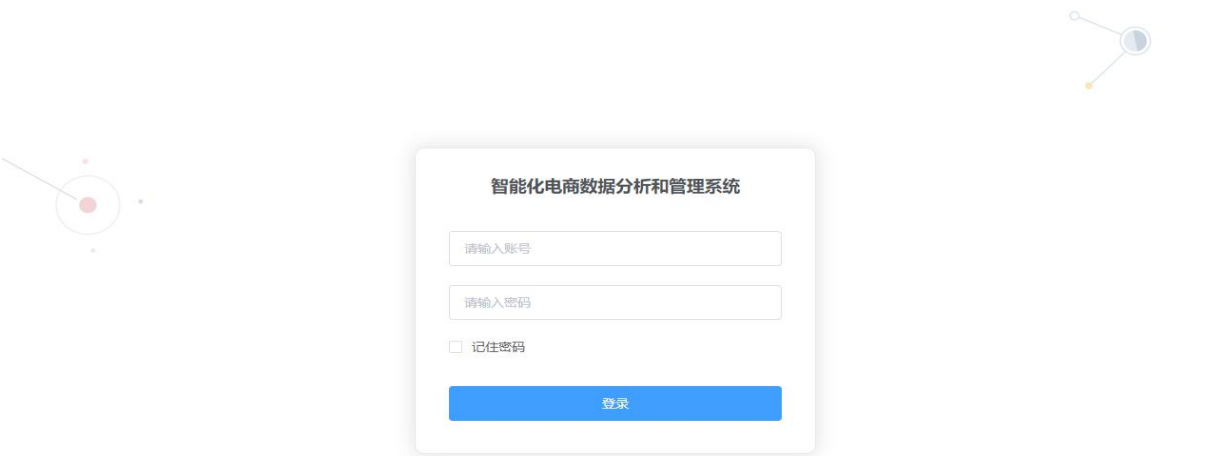 智能化电商数据分析和管理系统
请输入账号
请输入密码
记住密码
登录